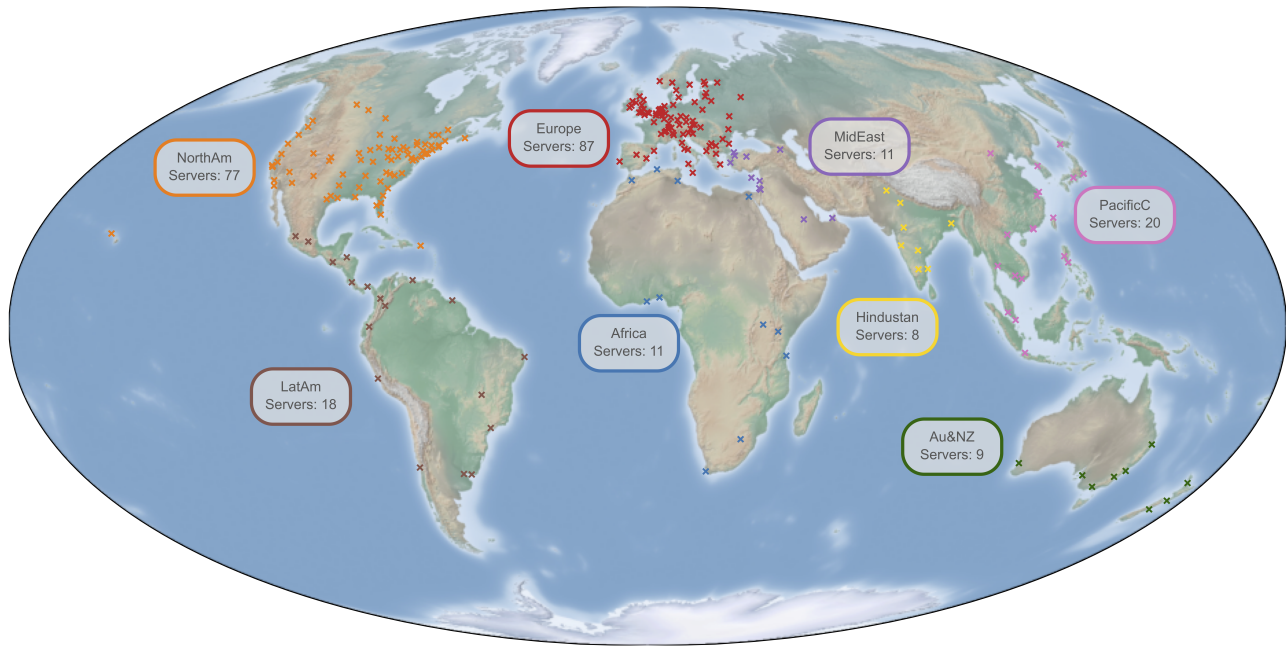 Europe
Servers: 87
MidEast
Servers: 11
NorthAm
Servers: 77
PacificC
Servers: 20
Hindustan
Servers: 8
Africa
Servers: 11
LatAm
Servers: 18
Au&NZ
Servers: 9